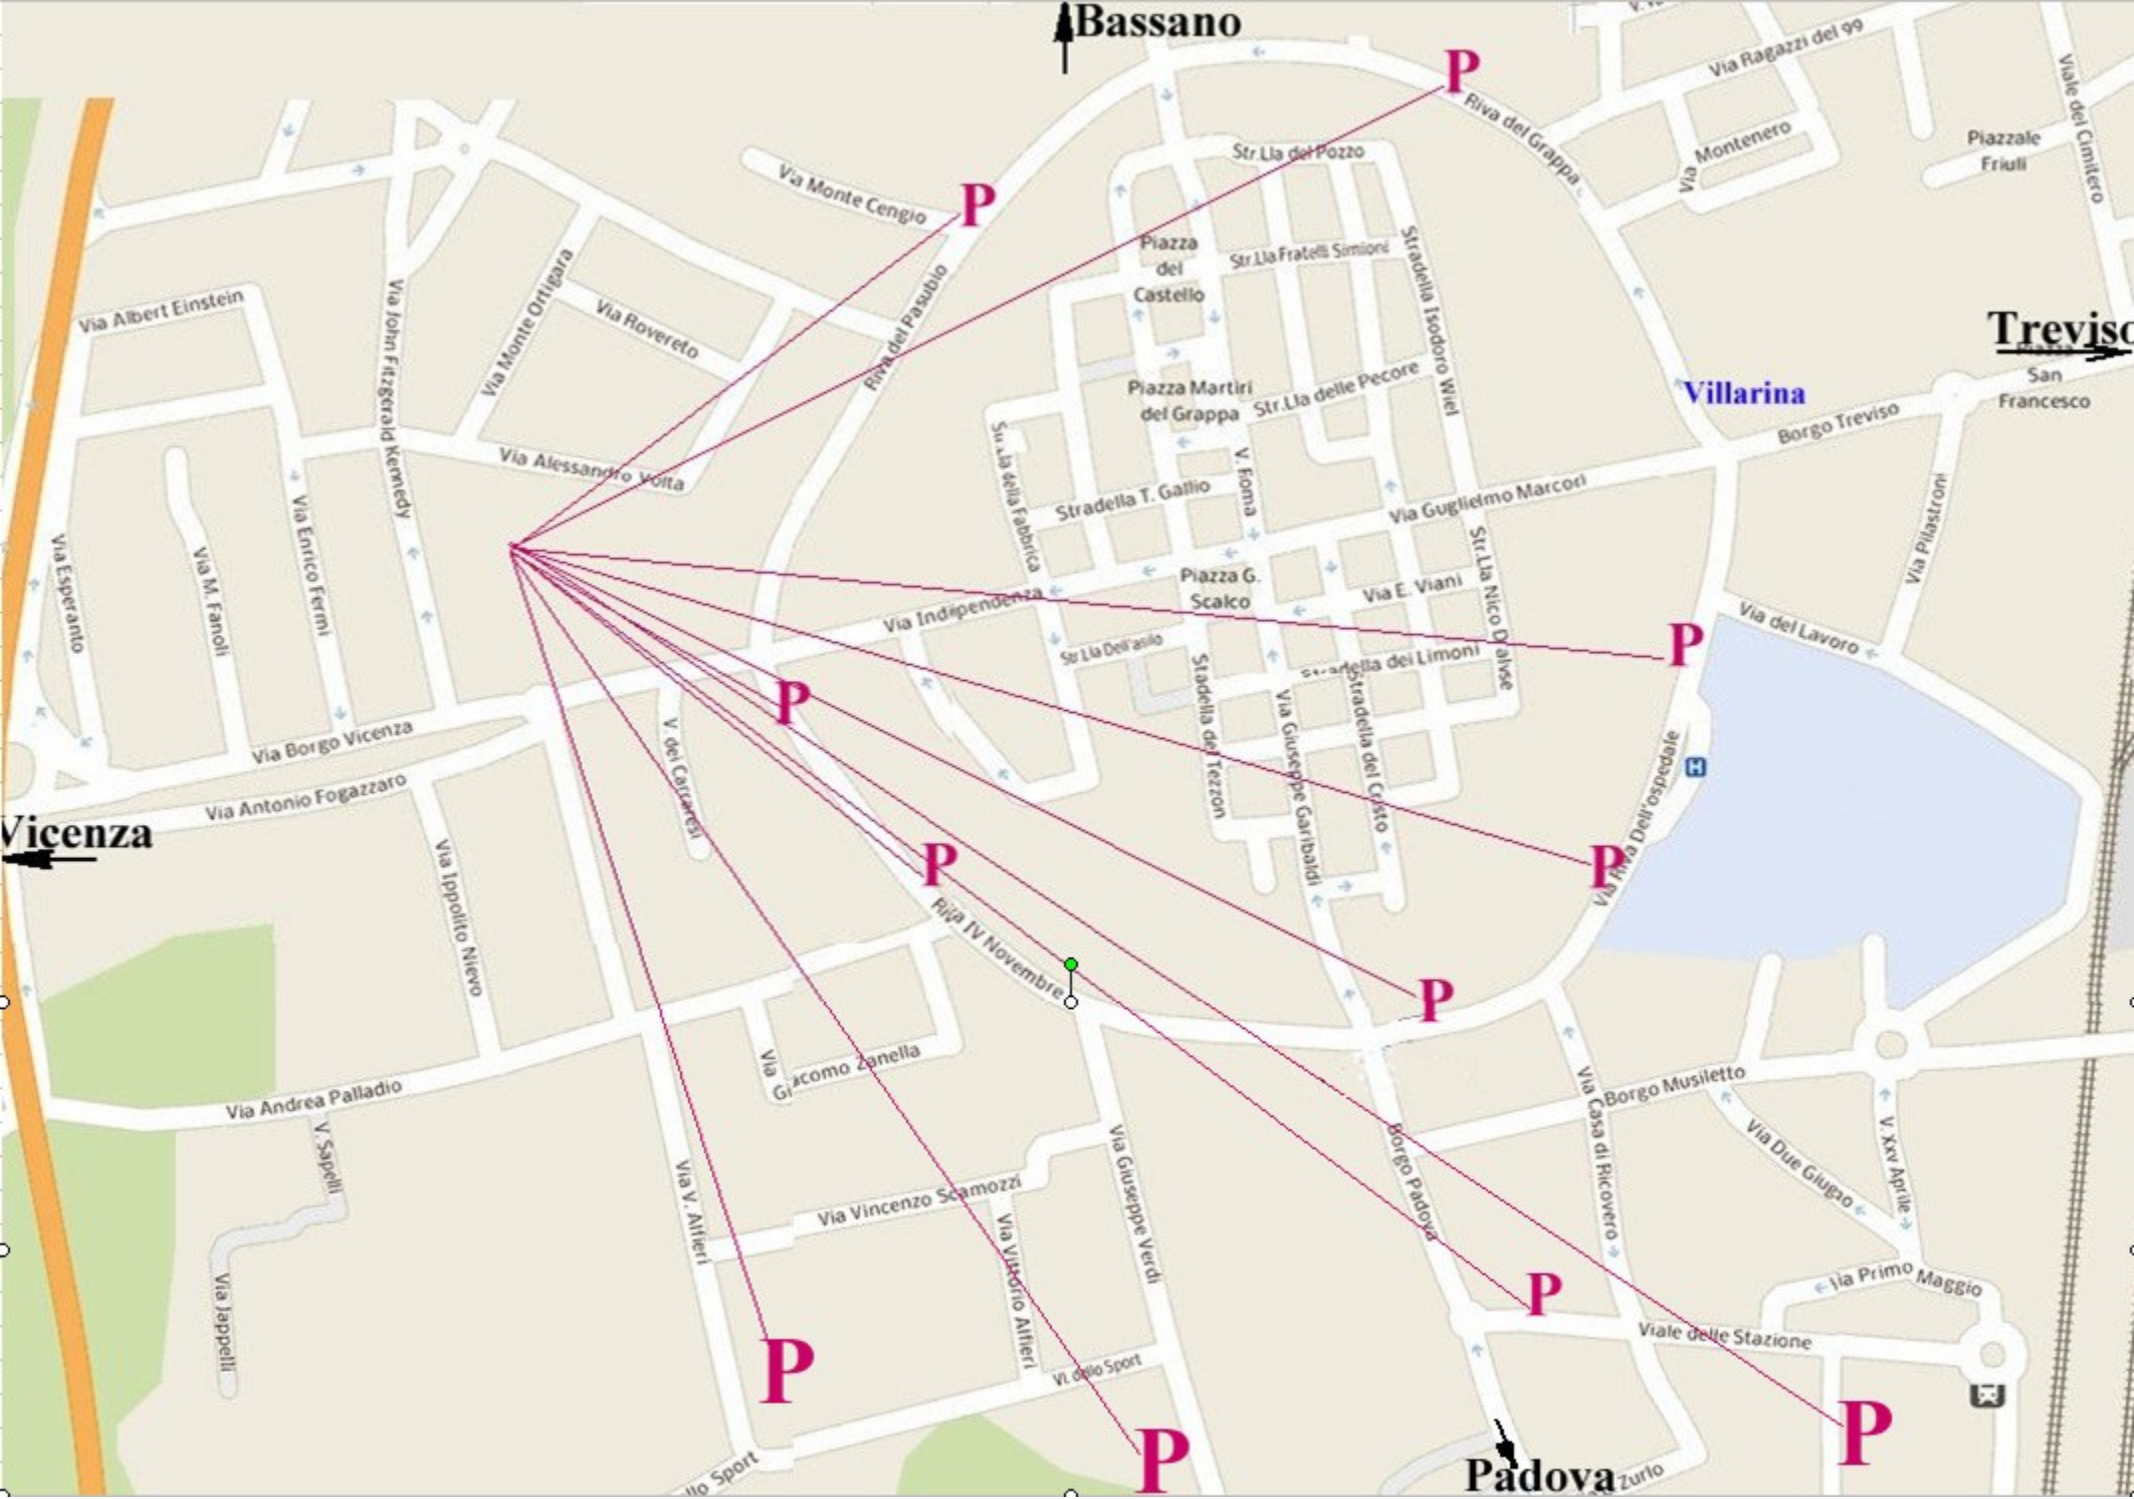 Bassano
P
Via Ragazzi del 99
Viale del Cimitero
Riva del Grappa
Via Montenero
Piazzale
Friuli
Str.Lla del Pozzo
Via Monte Cengio
P
Piazza
del
Castello
Str.Lla Fratelli Simioni
Stradella Isodoro Wiel
Via Albert Einstein
Via John Fitzgerald Kennedy
Via Monte Ortigara
Via Rovereto
Riva del Pasubio
Treviso
San
Francesco
Villarina
Piazza Martiri
del Grappa
Str.Lla delle Pecore
Borgo Treviso
Via Alessandro Volta
della Fabbrica
Stradella T. Gallio
V. Roma
Via Guglielmo Marconi
Via Pilastroni
Via Esperanto
Via M. Fanoli
Via Enrico Fermi
Piazza G.
Scalco
Via E. Viani
Str.Lla Nico D'alvise
Via Indipendenza
Str.Lla Dell'asilo
Stradella dei Limoni
P
Via del Lavoro
P
Via Borgo Vicenza
V. dei Carraresi
Stadella del Tezzon
Via Giuseppe Garibaldi
Stradella del Cristo
H
Via Antonio Fogazzaro
Vicenza
Via Riva Dell'ospedale
P
P
Via Ippolito Nievo
Riva IV Novembre
P
Via Giacomo Zanella
Via Andrea Palladio
V. Sapelli
Borgo Musiletto
Via Casa di Ricovero
Borgo Padova
Via Due Giugno
V. XXV Aprile
Via V. Alfieri
Via Vincenzo Scamozzi
Via Giuseppe Verdi
Via Vittorio Alfieri
Via Jappelli
Via Primo Maggio
P
Viale delle Stazione
P
Vl. dello Sport
P
P
llo Sport
Padova
Zurlo